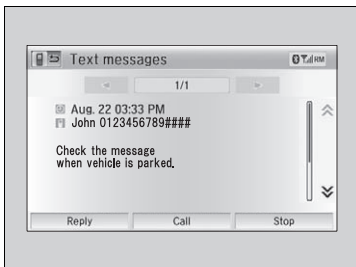 Text messages RM
1/1
Aug. 22 03:33 PM
John 0123456789####
Check the message
when vehicle is parked.
Reply Call Stop